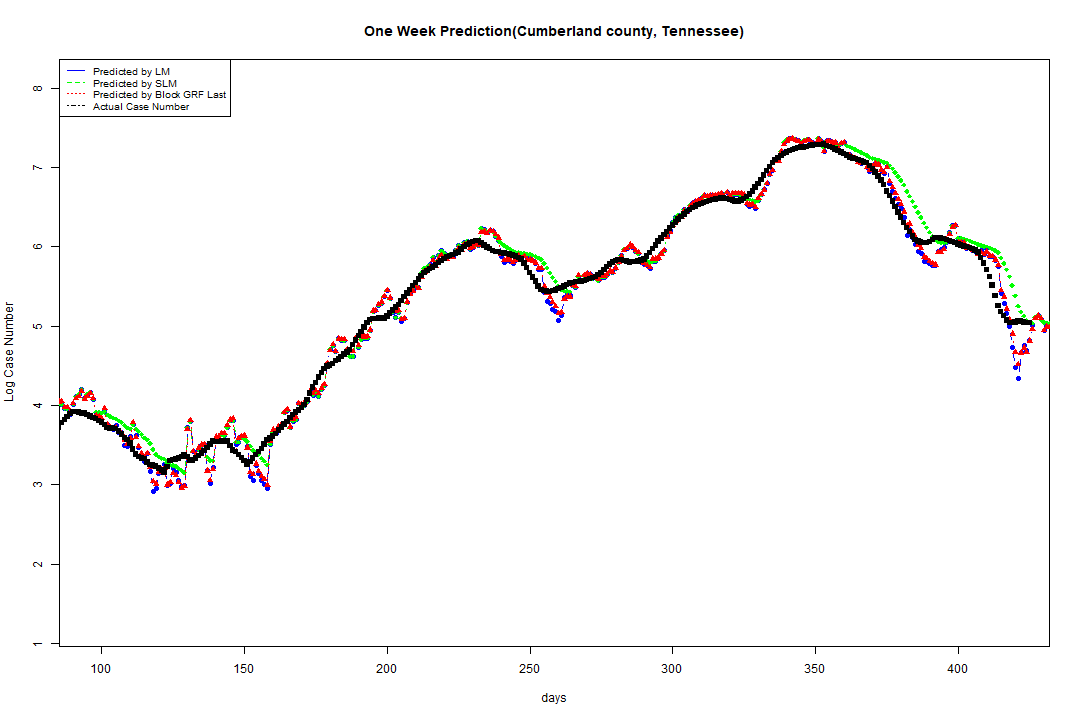 One Week Prediction(Cumberland county, Tennessee)
Predicted by LM
Predicted by SLM
Predicted by Block GRF Last
Actual Case Number
Log Case Number
8
7
6
5
4
3
2
1
100 150 200 250 300 350 400
days